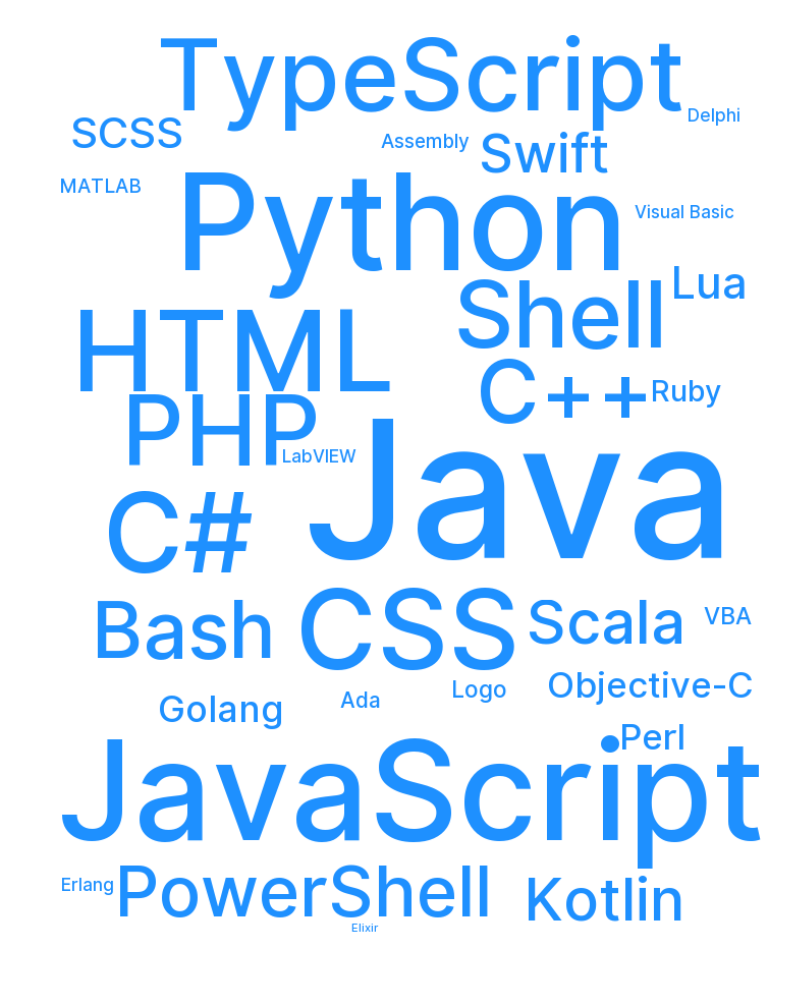 TypeScript
Delphi
SCSS
Assembly
Swift
MATLAB
Python
Visual Basic
Shell
Lua
HTML
C++
Ruby
PHP
LabVIEW
Java
C#
CSS
Bash
Scala
VBA
Objective-C
Logo
Ada
Golang
Perl
JavaScript
Erlang
PowerShell
Kotlin
Elixir